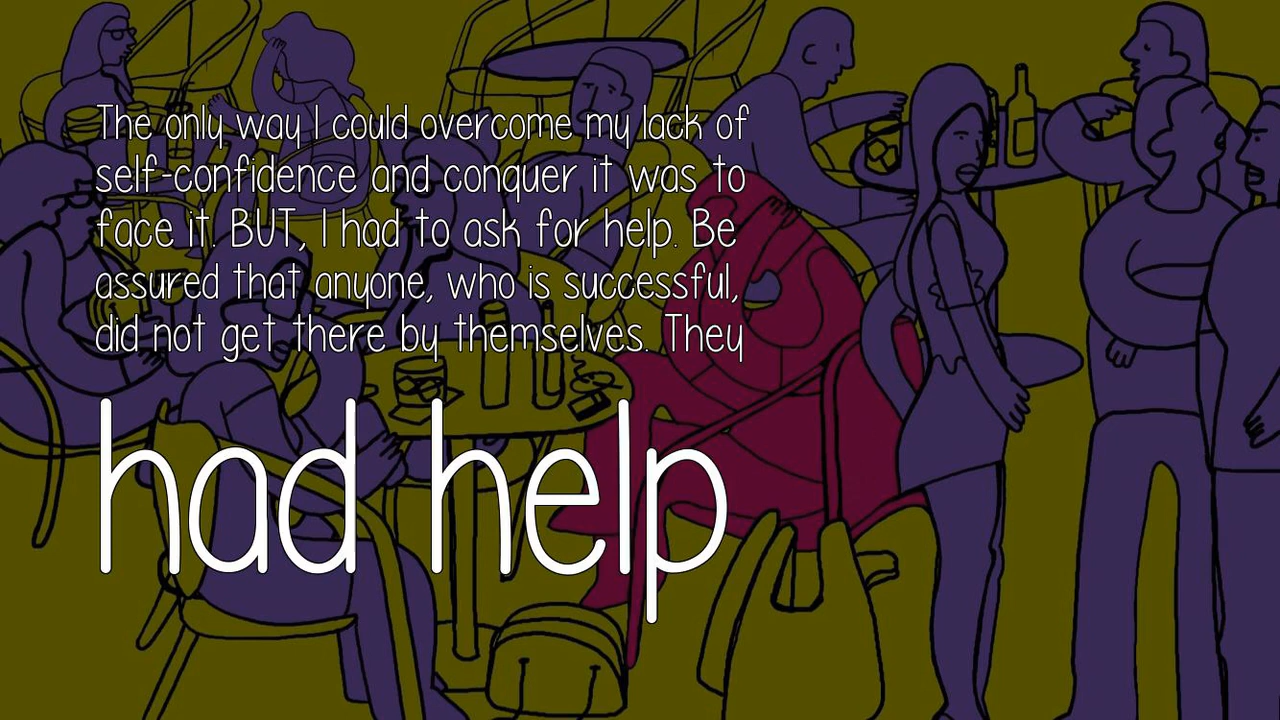 The only way I could overcome my lack of
self-confidence and conquer it was to
face it. BUT, I had to ask for help. Be
assured that anyone, who is successful,
did not get there by themselves. They
had help